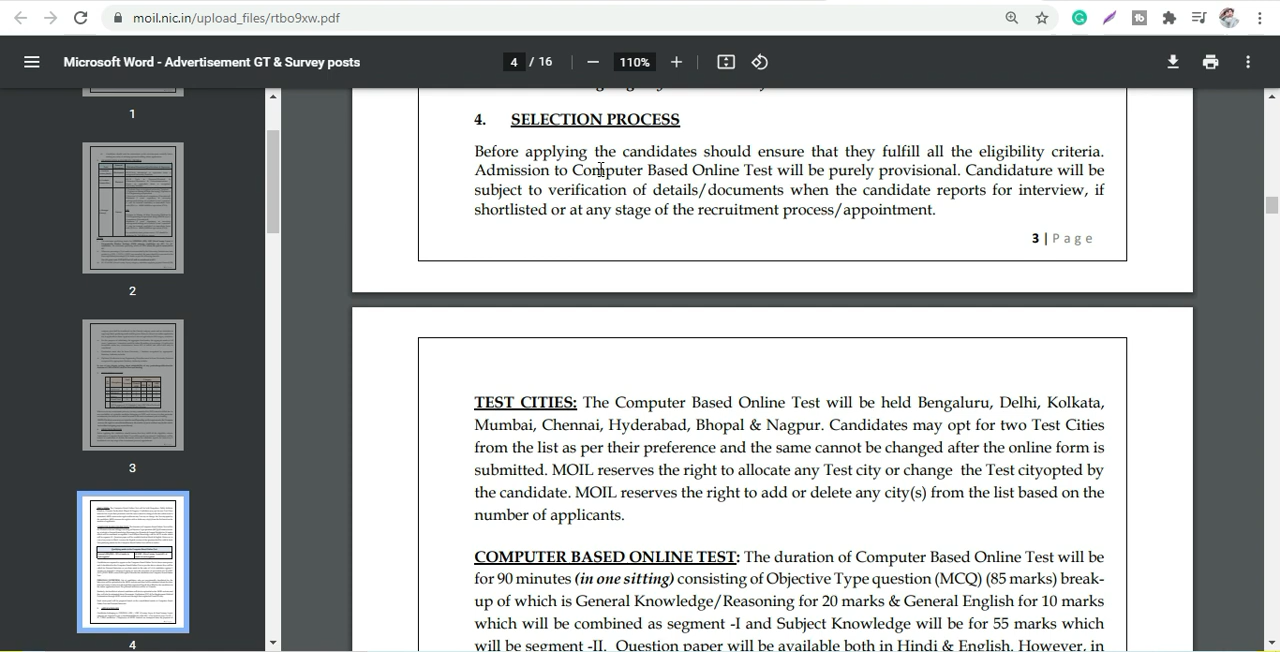 moil.nic.in/upload_files/rtbo9xw.pdf
Microsoft Word - Advertisement GT & Survey posts
4 / 16
110%
1
2
3
4
4. SELECTION PROCESS
Before applying the candidates should ensure that they fulfill all the eligibility criteria.
Admission to Computer Based Online Test will be purely provisional. Candidature will be
subject to verification of details/documents when the candidate reports for interview, if
shortlisted or at any stage of the recruitment process/appointment.
3 | Page
TEST CITIES: The Computer Based Online Test will be held Bengaluru, Delhi, Kolkata,
Mumbai, Chennai, Hyderabad, Bhopal & Nagpur. Candidates may opt for two Test Cities
from the list as per their preference and the same cannot be changed after the online form is
submitted. MOIL reserves the right to allocate any Test city or change the Test cityopted by
the candidate. MOIL reserves the right to add or delete any city(s) from the list based on the
number of applicants.
COMPUTER BASED ONLINE TEST: The duration of Computer Based Online Test will be
for 90 minutes (in one sitting) consisting of Objective Type question (MCQ) (85 marks) break-
up of which is General Knowledge/Reasoning for 20 marks & General English for 10 marks
which will be combined as segment -I and Subject Knowledge will be for 55 marks which
will be segment -II. Question paper will be available both in Hindi & English. However, in